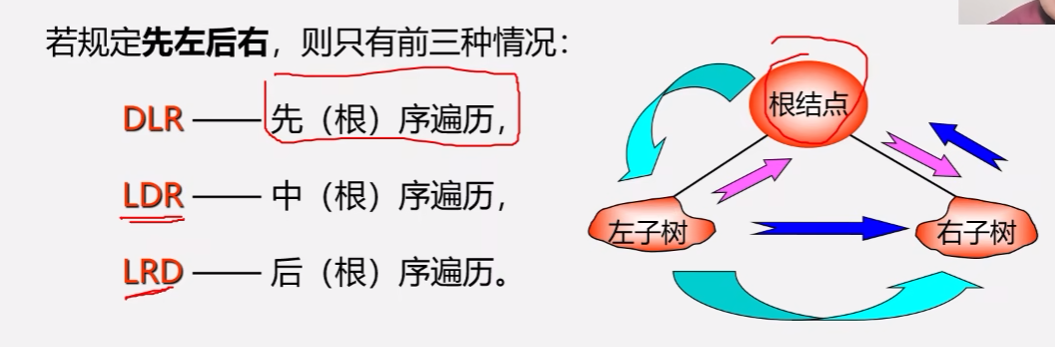 若规定先左后右，则只有前三种情况：
DLR —— 先（根）序遍历，
LDR —— 中（根）序遍历，
LRD —— 后（根）序遍历。
根结点
左子树
右子树